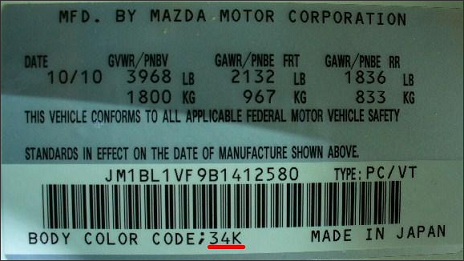 MFD. BY MAZDA MOTOR CORPORATION
DATE GVWR/PNBV GAWR/PNBE FRT GAWR/PNBE RR
10/10 3968 LB 2132 LB 1836 LB
1800 KG 967 KG 833 KG
THIS VEHICLE CONFORMS TO ALL APPLICABLE FEDERAL MOTOR VEHICLE SAFETY
STANDARDS IN EFFECT ON THE DATE OF MANUFACTURE SHOWN ABOVE.
JM1BL1VF9B1412580 TYPE:PC/VT
BODY COLOR CODE;34K MADE IN JAPAN